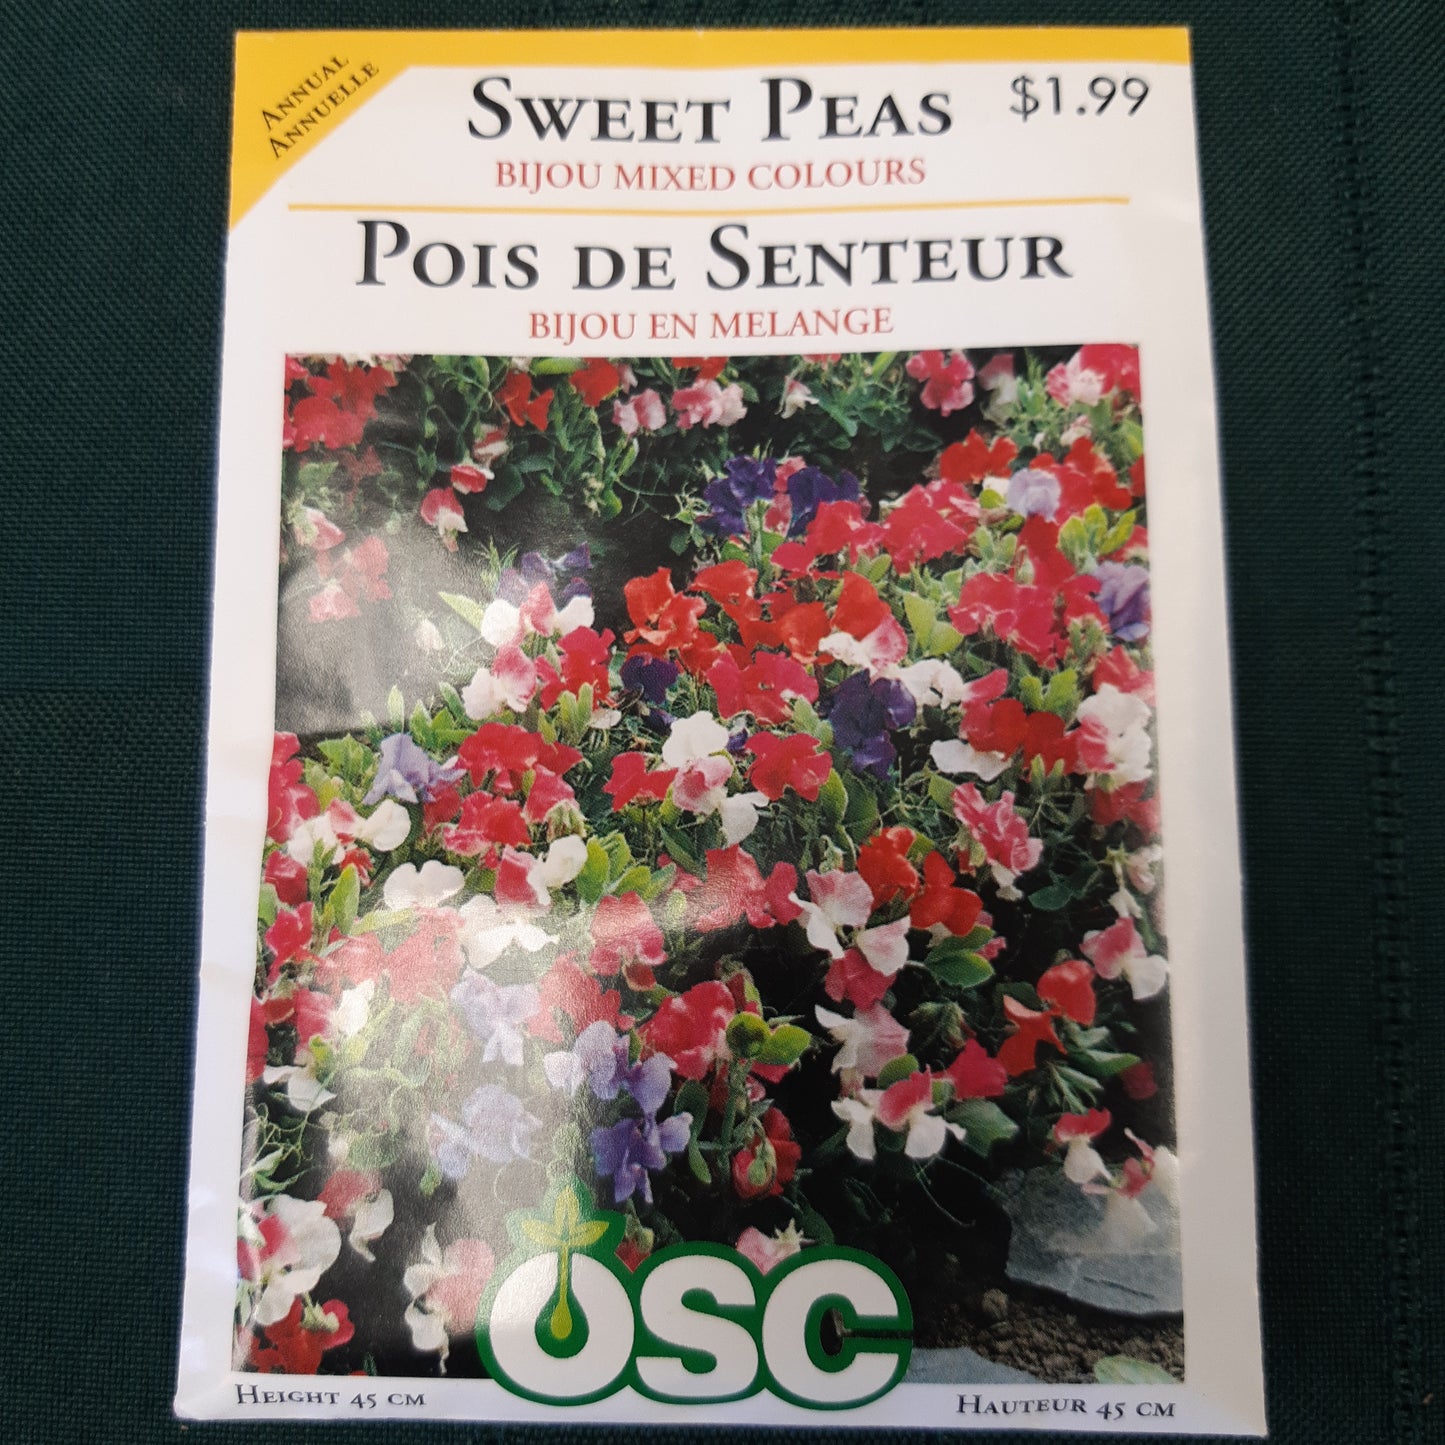 ANNUAL
ANNUELLE
SWEET PEAS $1.99
BIJOU MIXED COLOURS
POIS DE SENTEUR
BIJOU EN MELANGE
OSC
HEIGHT 45 CM
HAUTEUR 45 CM